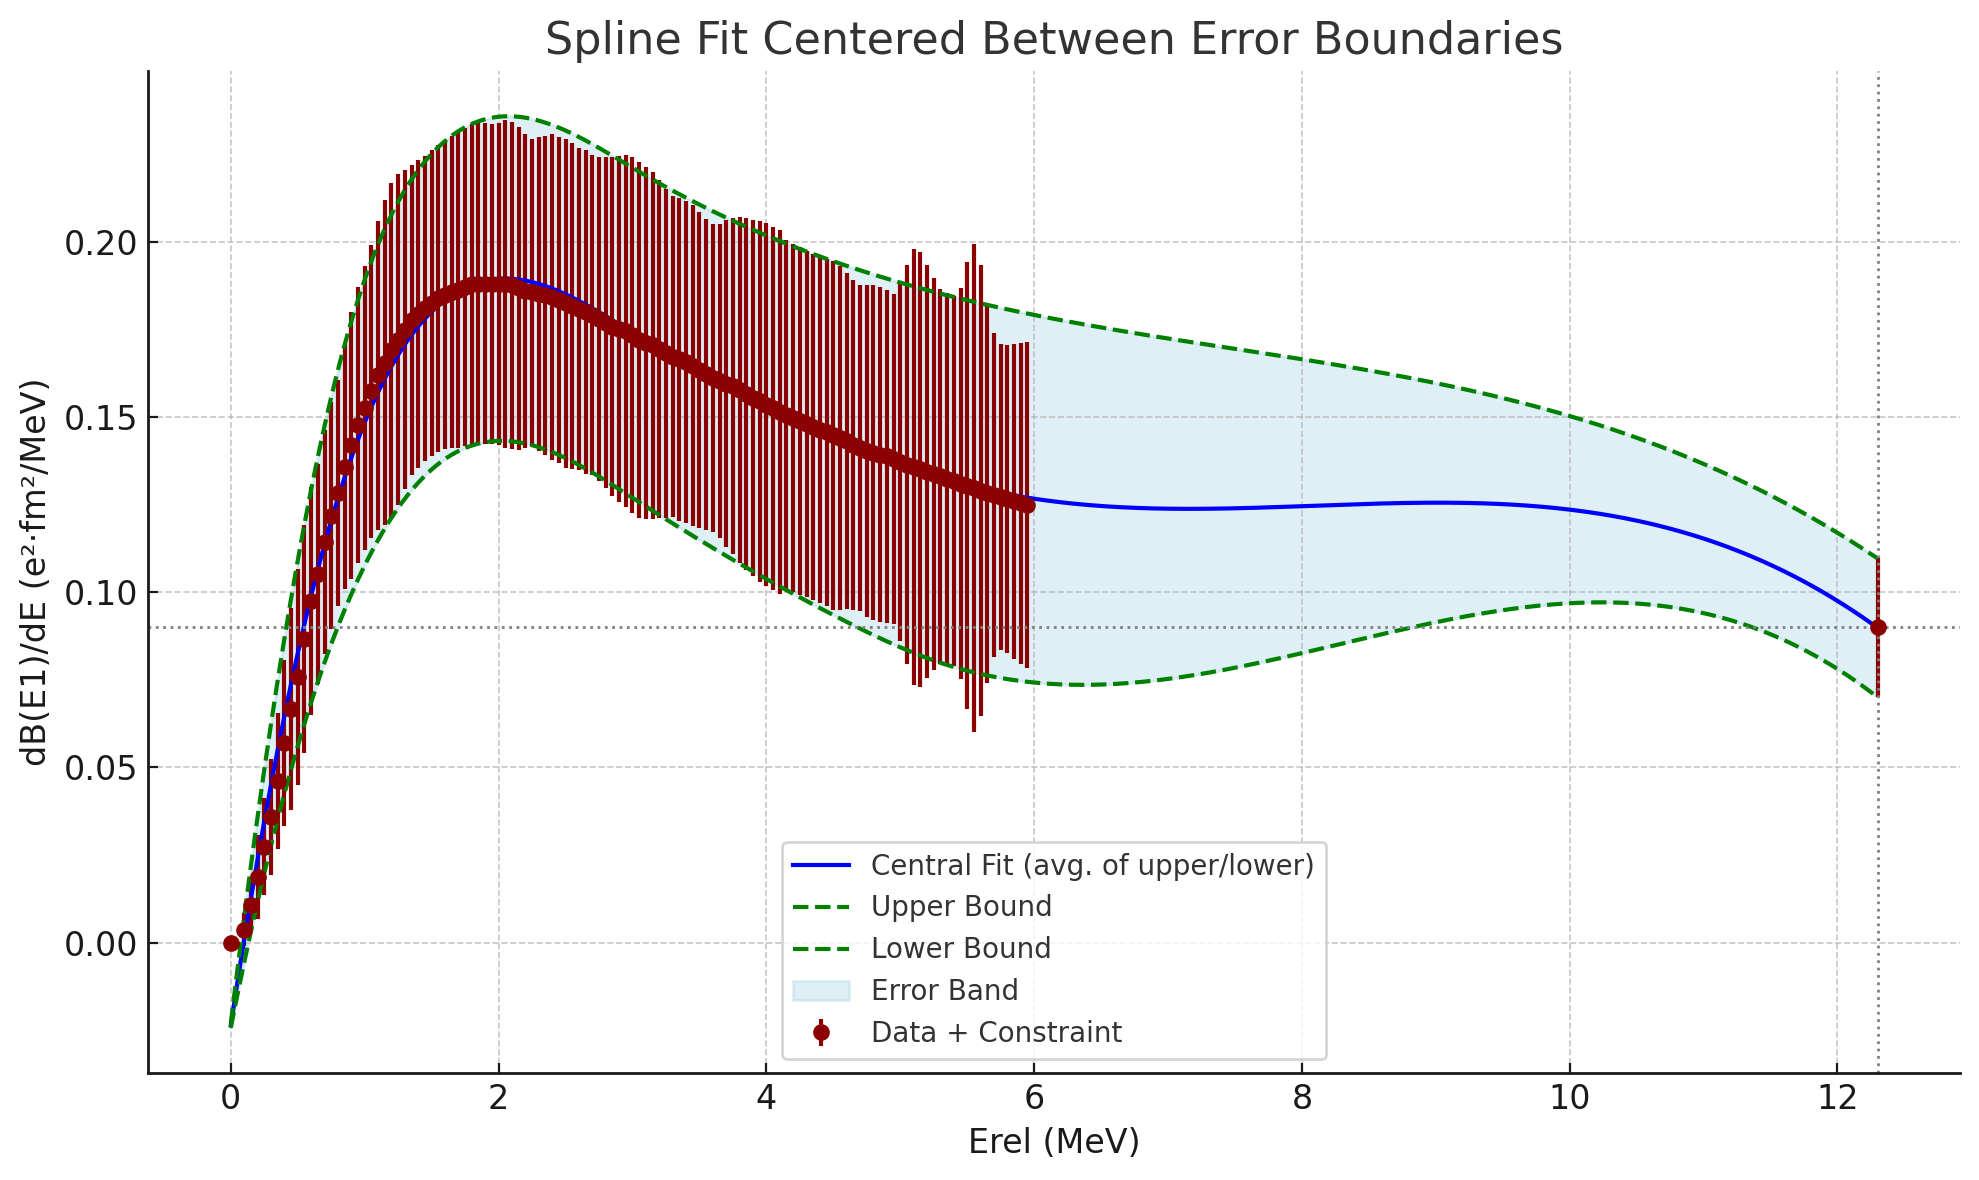 Spline Fit Centered Between Error Boundaries
dB(E1)/dE (e²·fm²/MeV)
0.20
0.15
0.10
0.05
0.00
Central Fit (avg. of upper/lower)
Upper Bound
Lower Bound
Error Band
Data + Constraint
0 2 4 6 8 10 12
Erel (MeV)